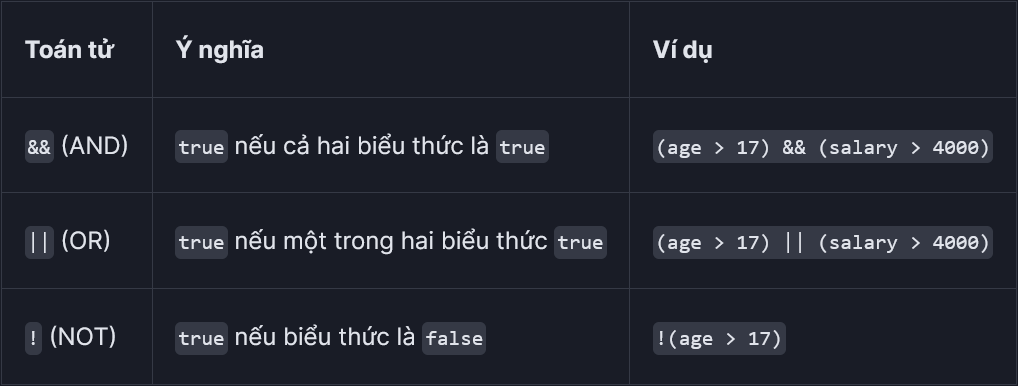 Toán tử Ý nghĩa Ví dụ
&& (AND) true nếu cả hai biểu thức là true (age > 17) && (salary > 4000)
|| (OR) true nếu một trong hai biểu thức true (age > 17) || (salary > 4000)
! (NOT) true nếu biểu thức là false !(age > 17)